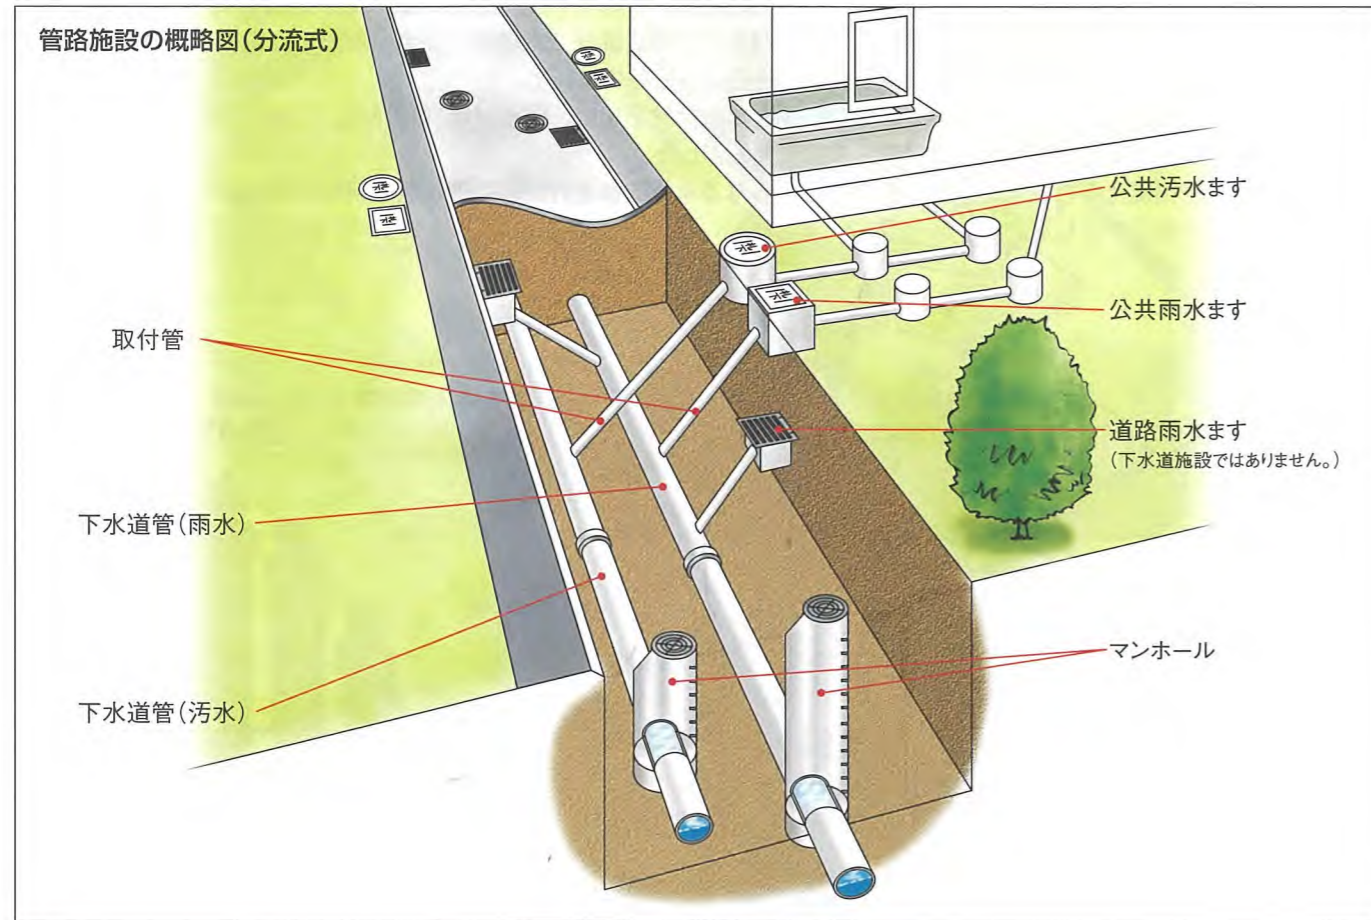 管路施設の概略図(分流式)
公共汚水ます
公共雨水ます
取付管
道路雨水ます
(下水道施設ではありません。)
下水道管(雨水)
マンホール
下水道管(汚水)